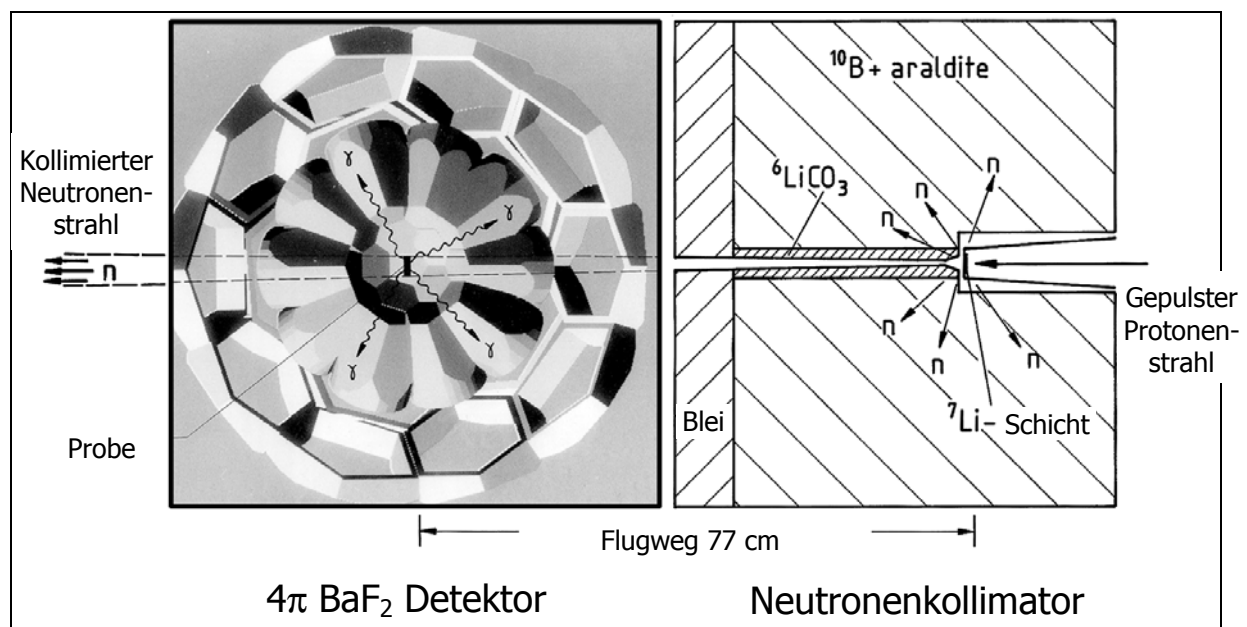 Kollimierter
Neutronen-
strahl
n
γ
γ
γ
γ
Probe
¹⁰B + araldite
⁶LiCO₃
n
n
n
n
n
n
Gepulster
Protonen-
strahl
Blei
⁷Li- Schicht
Flugweg 77 cm
4π BaF₂ Detektor
Neutronenkollimator